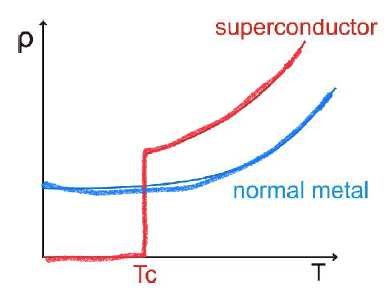 superconductor
ρ
normal metal
Tc
T